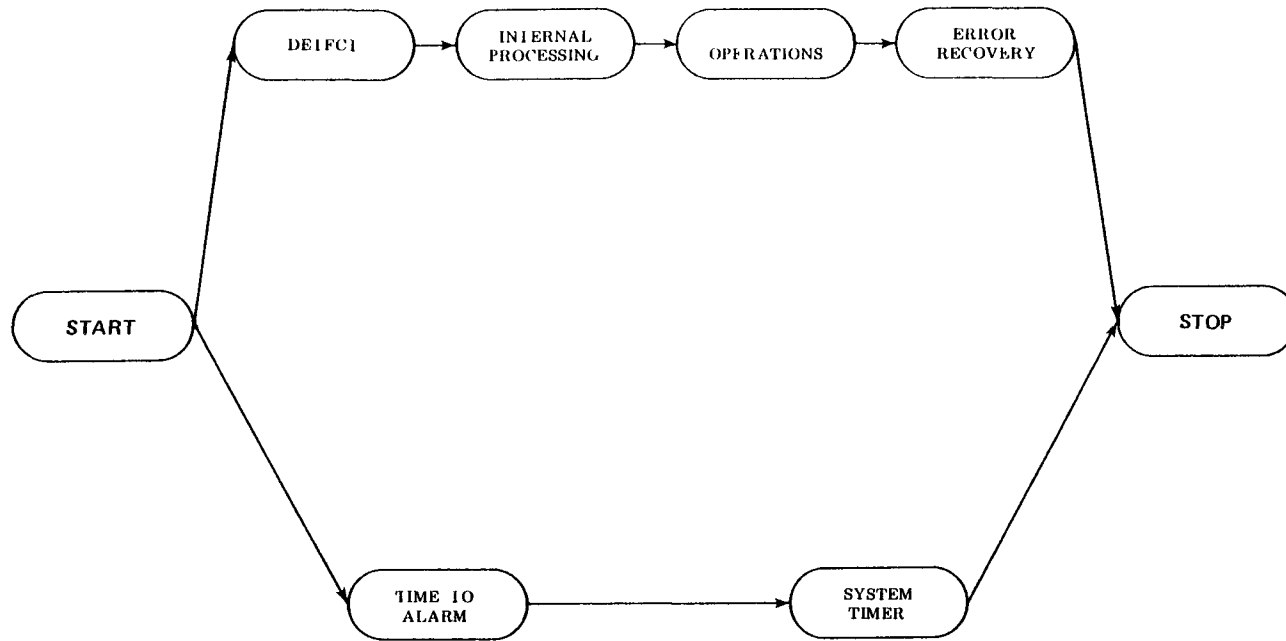 DETECT
INTERNAL
PROCESSING
OPERATIONS
ERROR
RECOVERY
START
STOP
TIME TO
ALARM
SYSTEM
TIMER